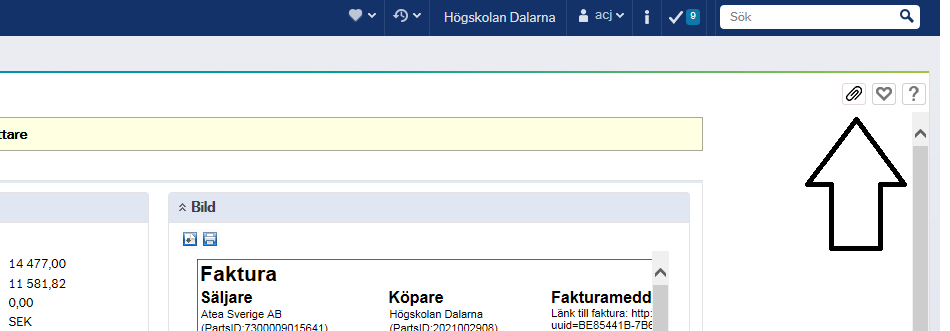 Högskolan Dalarna acj i 9 Sök
?
ttare
Bild
14 477,00
11 581,82
0,00
SEK
Faktura
Säljare Köpare Fakturamedd
Atea Sverige AB Högskolan Dalarna Länk till faktura: http:
(PartsID:7300009015641) (PartsID:2021002908) uuid=BE85441B-7B6